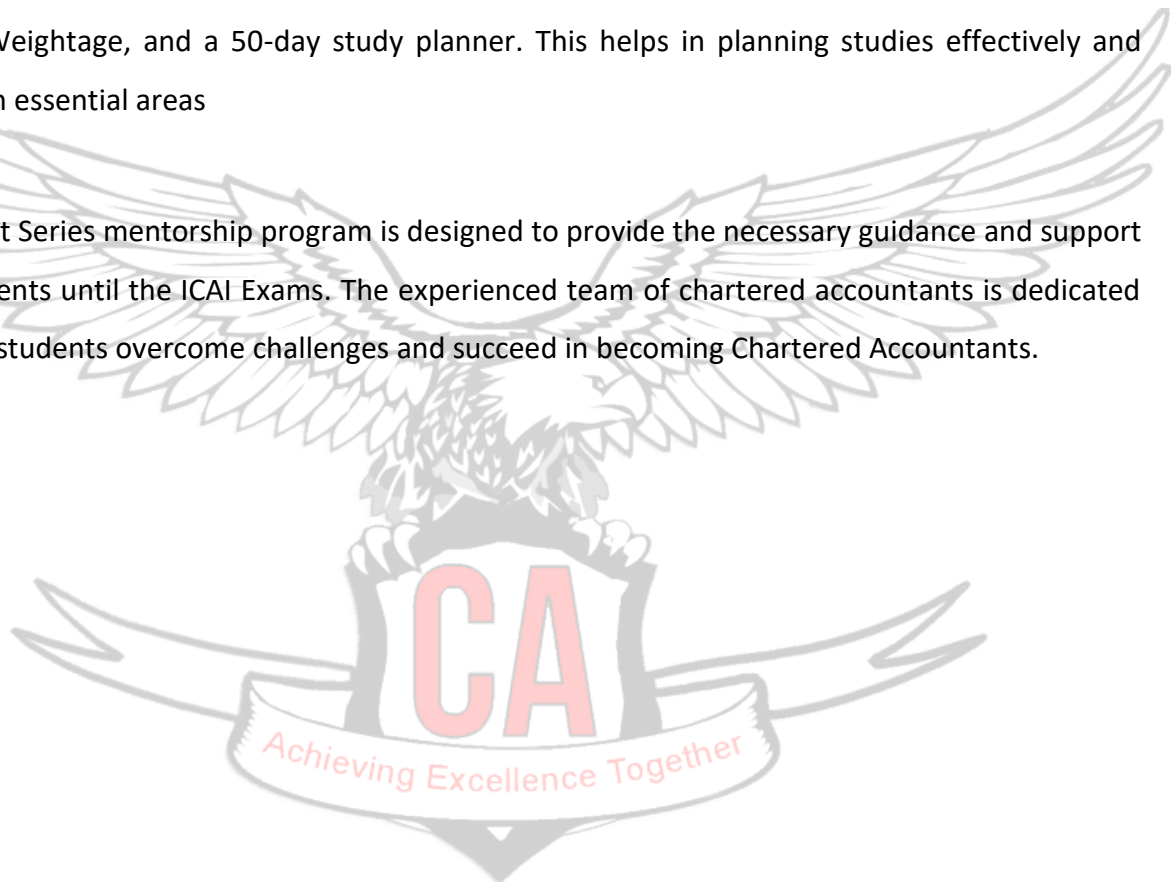 Weightage, and a 50-day study planner. This helps in planning studies effectively and
essential areas
Series mentorship program is designed to provide the necessary guidance and support
until the ICAI Exams. The experienced team of chartered accountants is dedicated
students overcome challenges and succeed in becoming Chartered Accountants.
CA
Achieving Excellence Together